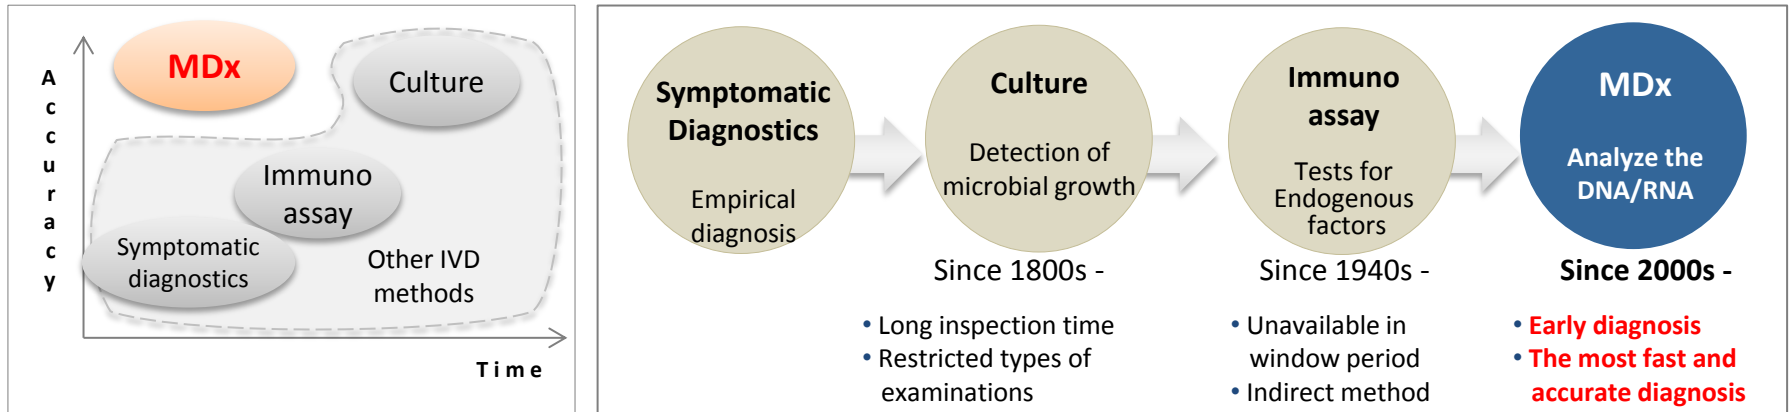 Accuracy
MDx
Culture
Immuno
assay
Symptomatic
diagnostics
Other IVD
methods
Time
Symptomatic
Diagnostics
Empirical
diagnosis
Culture
Detection of
microbial growth
Since 1800s -
• Long inspection time
• Restricted types of
examinations
Immuno
assay
Tests for
Endogenous
factors
Since 1940s -
• Unavailable in
window period
• Indirect method
MDx
Analyze the
DNA/RNA
Since 2000s -
• Early diagnosis
• The most fast and
accurate diagnosis